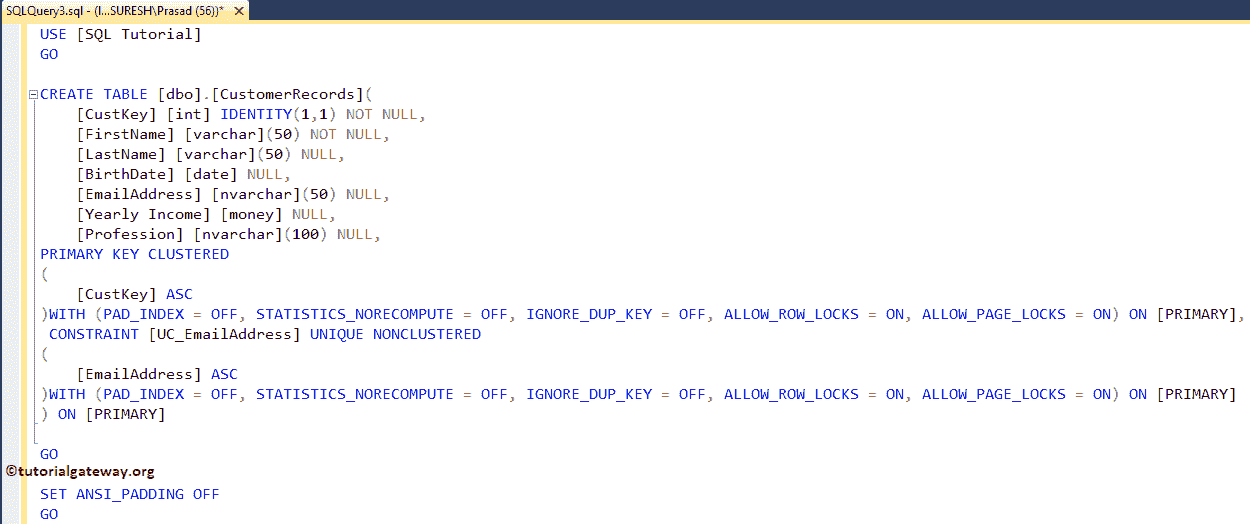 SQLQuery3.sql - (l...SURESH\Prasad (56))* ✕
USE [SQL Tutorial]
GO
CREATE TABLE [dbo].[CustomerRecords](
[CustKey] [int] IDENTITY(1,1) NOT NULL,
[FirstName] [varchar](50) NOT NULL,
[LastName] [varchar](50) NULL,
[BirthDate] [date] NULL,
[EmailAddress] [nvarchar](50) NULL,
[Yearly Income] [money] NULL,
[Profession] [nvarchar](100) NULL,
PRIMARY KEY CLUSTERED
(
[CustKey] ASC
)WITH (PAD_INDEX = OFF, STATISTICS_NORECOMPUTE = OFF, IGNORE_DUP_KEY = OFF, ALLOW_ROW_LOCKS = ON, ALLOW_PAGE_LOCKS = ON) ON [PRIMARY],
CONSTRAINT [UC_EmailAddress] UNIQUE NONCLUSTERED
(
[EmailAddress] ASC
)WITH (PAD_INDEX = OFF, STATISTICS_NORECOMPUTE = OFF, IGNORE_DUP_KEY = OFF, ALLOW_ROW_LOCKS = ON, ALLOW_PAGE_LOCKS = ON) ON [PRIMARY]
) ON [PRIMARY]
GO
©tutorialgateway.org
SET ANSI_PADDING OFF
GO